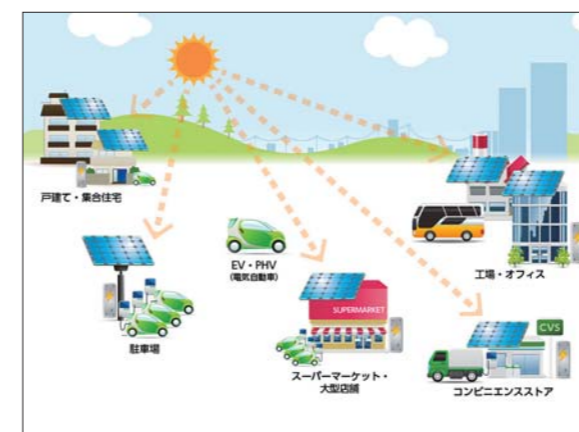 戸建て・集合住宅
工場・オフィス
EV・PHV
(電気自動車)
駐車場
SUPERMARKET
スーパーマーケット・
大型店舗
CVS
コンビニエンスストア